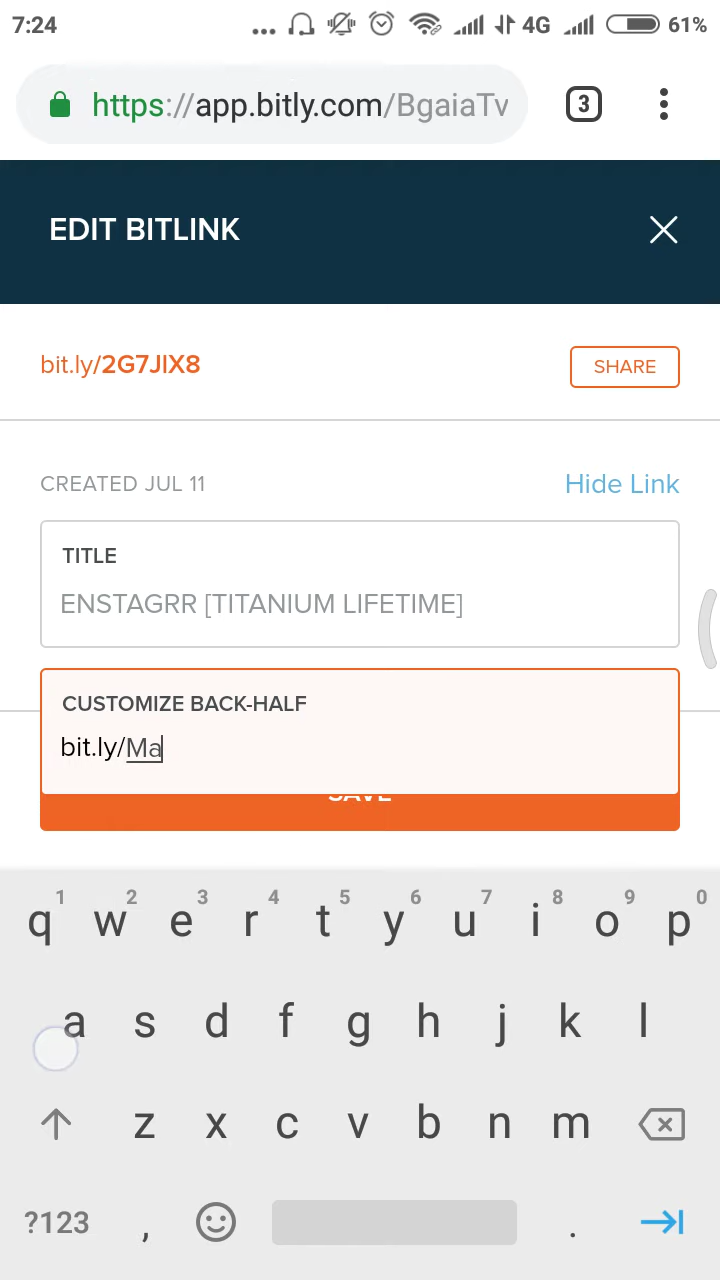 7:24 ... 4G 61%
https://app.bitly.com/BgaiaTv 3
EDIT BITLINK
bit.ly/2G7JIX8 SHARE
CREATED JUL 11 Hide Link
TITLE
ENSTAGRR [TITANIUM LIFETIME]
CUSTOMIZE BACK-HALF
bit.ly/Ma
SAVE
1 2 3 4 5 6 7 8 9 0
q w e r t y u i o p
a s d f g h j k l
z x c v b n m
?123 , .